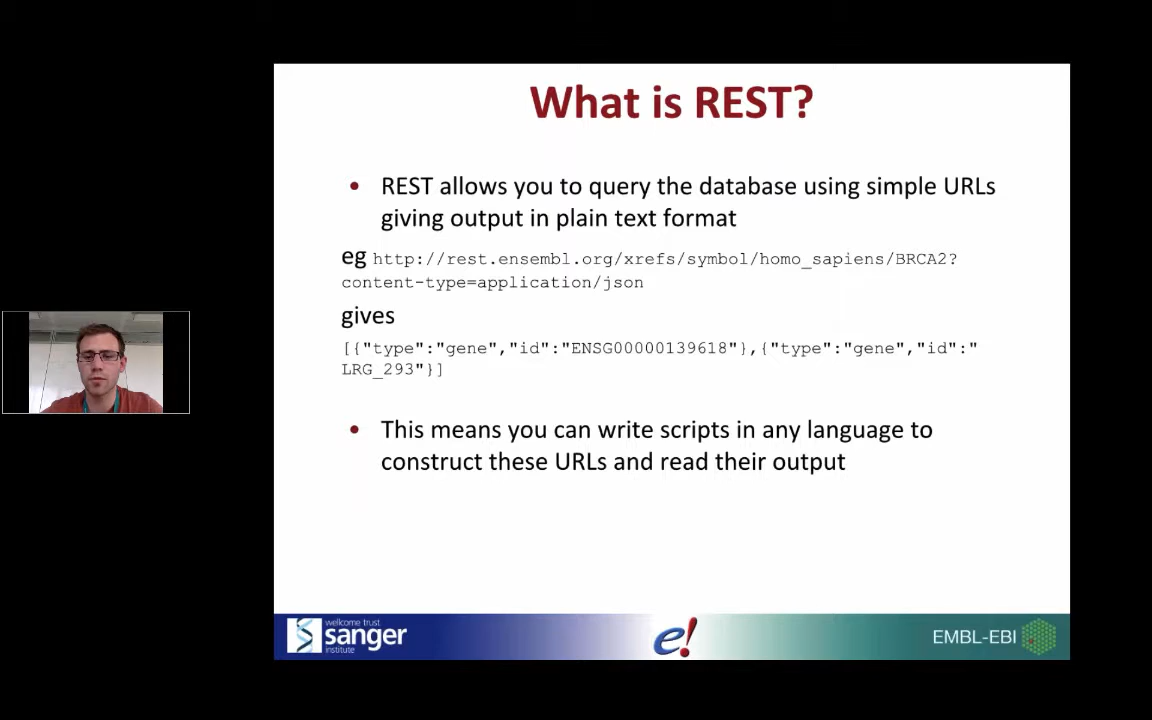 What is REST?
• REST allows you to query the database using simple URLs
giving output in plain text format
eg http://rest.ensembl.org/xrefs/symbol/homo_sapiens/BRCA2?
content-type=application/json
gives
[{"type":"gene","id":"ENSG00000139618"},{"type":"gene","id":"
LRG_293"}]
• This means you can write scripts in any language to
construct these URLs and read their output
wellcome trust
sanger
institute
e!
EMBL-EBI